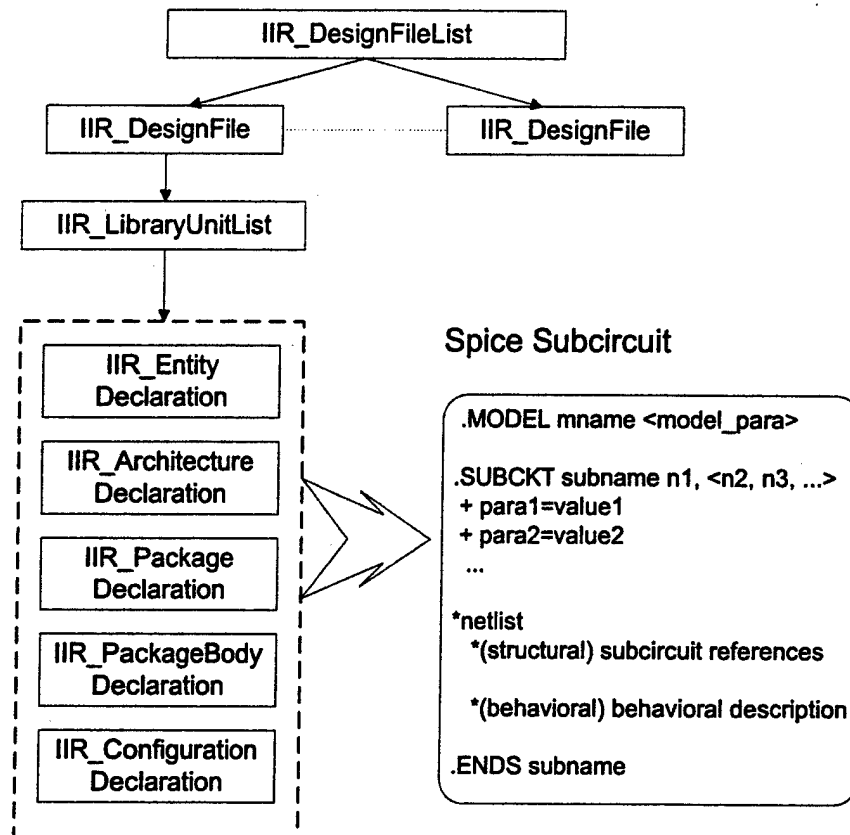 IIR_DesignFileList
IIR_DesignFile
IIR_DesignFile
IIR_LibraryUnitList
IIR_Entity
Declaration
IIR_Architecture
Declaration
IIR_Package
Declaration
IIR_PackageBody
Declaration
IIR_Configuration
Declaration
Spice Subcircuit
.MODEL mname <model_para>
.SUBCKT subname n1, <n2, n3, ...>
+ para1=value1
+ para2=value2
...
*netlist
*(structural) subcircuit references
*(behavioral) behavioral description
.ENDS subname